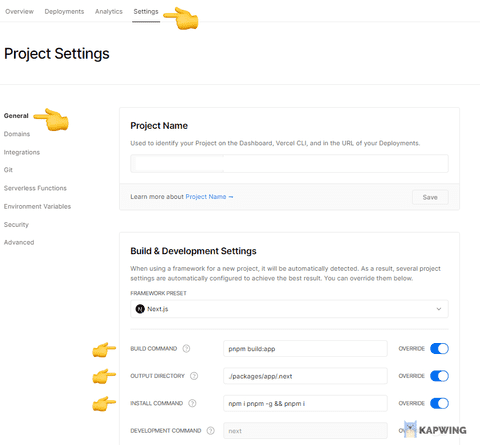 Overview Deployments Analytics Settings
Project Settings
General
Domains
Integrations
Git
Serverless Functions
Environment Variables
Security
Advanced
Project Name
Used to identify your Project on the Dashboard, Vercel CLI, and in the URL of your Deployments.
Learn more about Project Name
Save
Build & Development Settings
When using a framework for a new project, it will be automatically detected. As a result, several project
settings are automatically configured to achieve the best result. You can override them below.
FRAMEWORK PRESET
N Next.js
BUILD COMMAND ? pnpm build:app OVERRIDE
OUTPUT DIRECTORY ? ./packages/app/.next OVERRIDE
INSTALL COMMAND ? npm i pnpm -g && pnpm i OVERRIDE
DEVELOPMENT COMMAND ? next
KAPWING